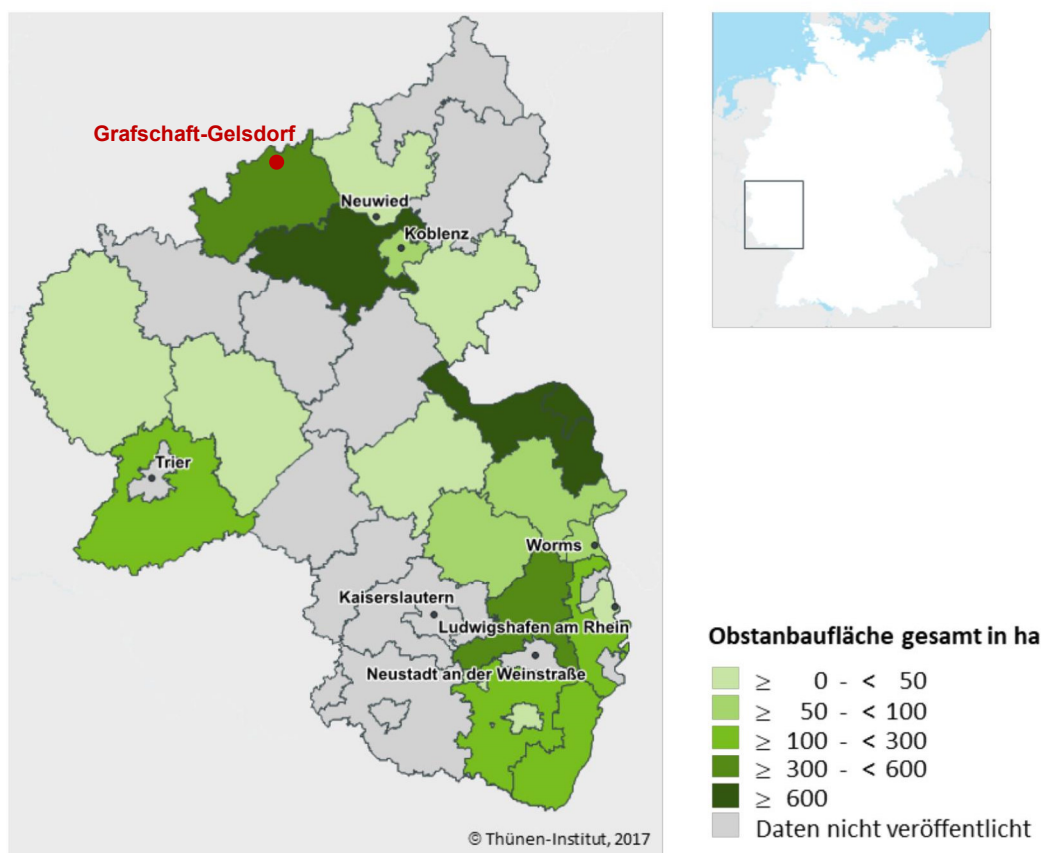 Grafschaft-Gelsdorf
Neuwied
Koblenz
Trier
Worms
Kaiserslautern
Ludwigshafen am Rhein
Neustadt an der Weinstraße
© Thünen-Institut, 2017
Obstanbaufläche gesamt in ha
≥ 0 - < 50
≥ 50 - < 100
≥ 100 - < 300
≥ 300 - < 600
≥ 600
Daten nicht veröffentlicht